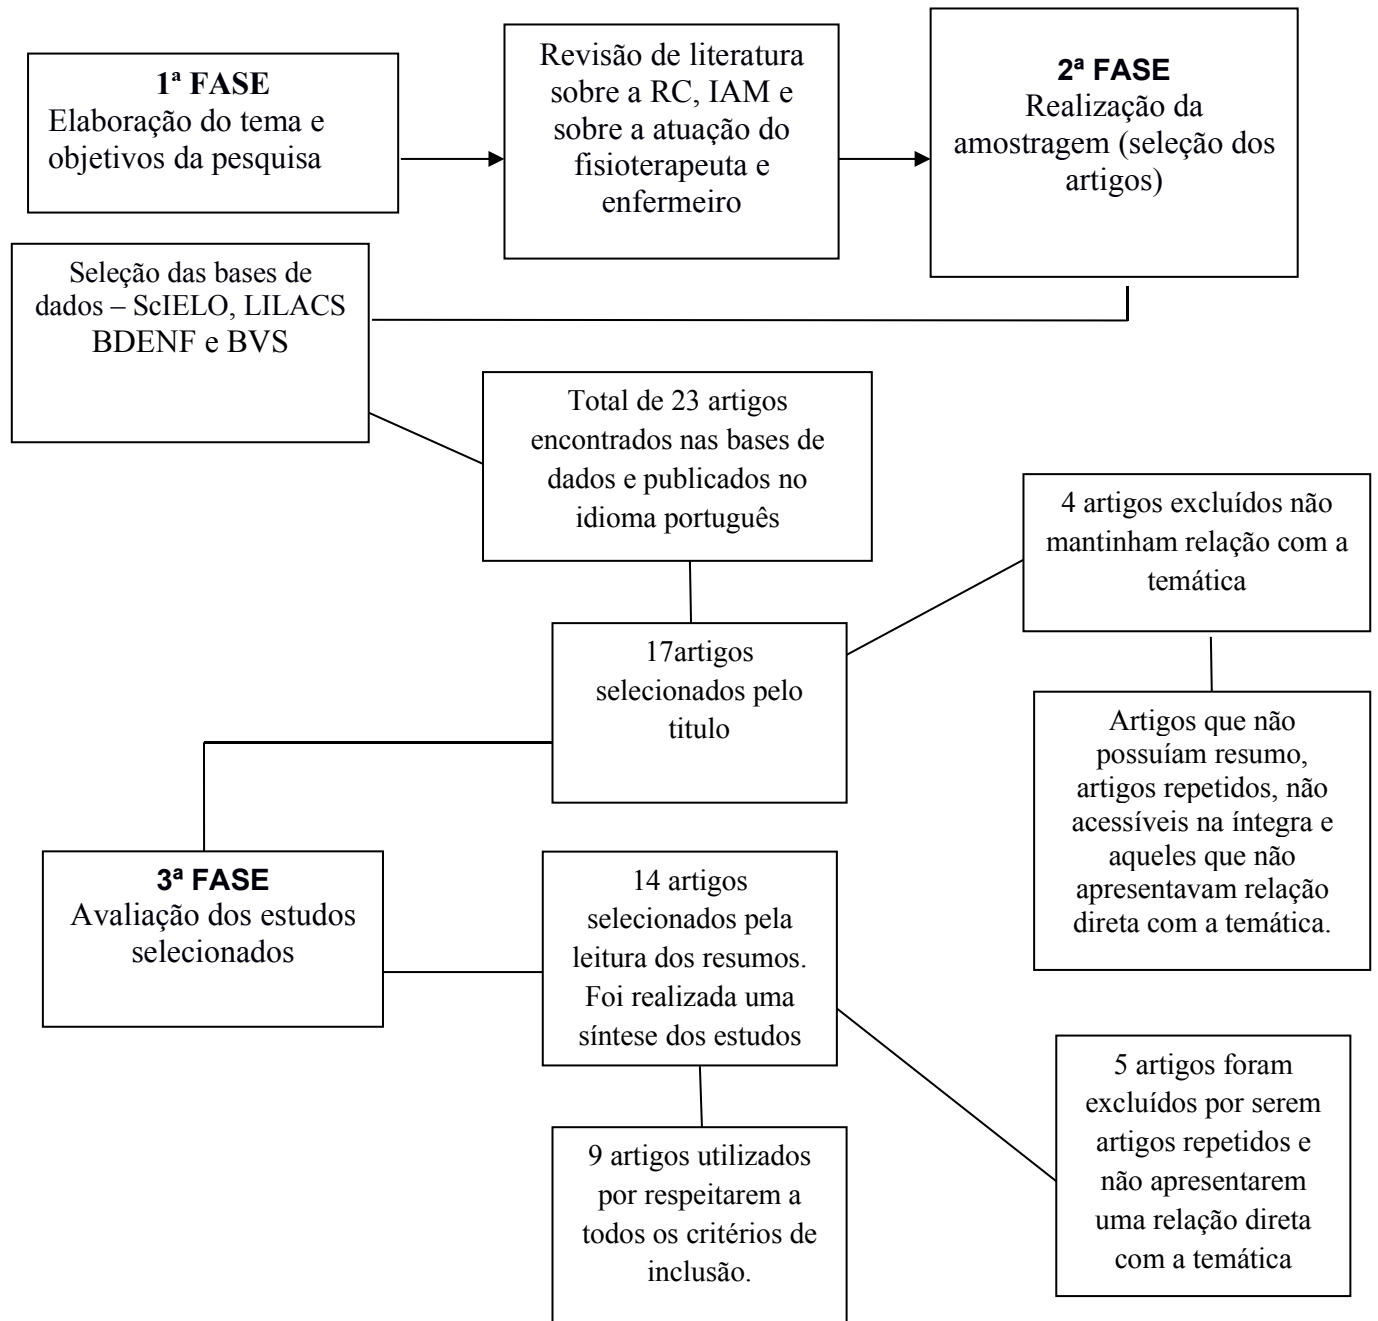 1ª FASE
Elaboração do tema e
objetivos da pesquisa
Revisão de literatura
sobre a RC, IAM e
sobre a atuação do
fisioterapeuta e
enfermeiro
2ª FASE
Realização da
amostragem (seleção dos
artigos)
Seleção das bases de
dados – ScIELO, LILACS
BDENF e BVS
Total de 23 artigos
encontrados nas bases de
dados e publicados no
idioma português
4 artigos excluídos não
mantinham relação com a
temática
17artigos
selecionados pelo
titulo
Artigos que não
possuíam resumo,
artigos repetidos, não
acessíveis na íntegra e
aqueles que não
apresentavam relação
direta com a temática.
3ª FASE
Avaliação dos estudos
selecionados
14 artigos
selecionados pela
leitura dos resumos.
Foi realizada uma
síntese dos estudos
5 artigos foram
excluídos por serem
artigos repetidos e
não apresentarem
uma relação direta
com a temática
9 artigos utilizados
por respeitarem a
todos os critérios de
inclusão.